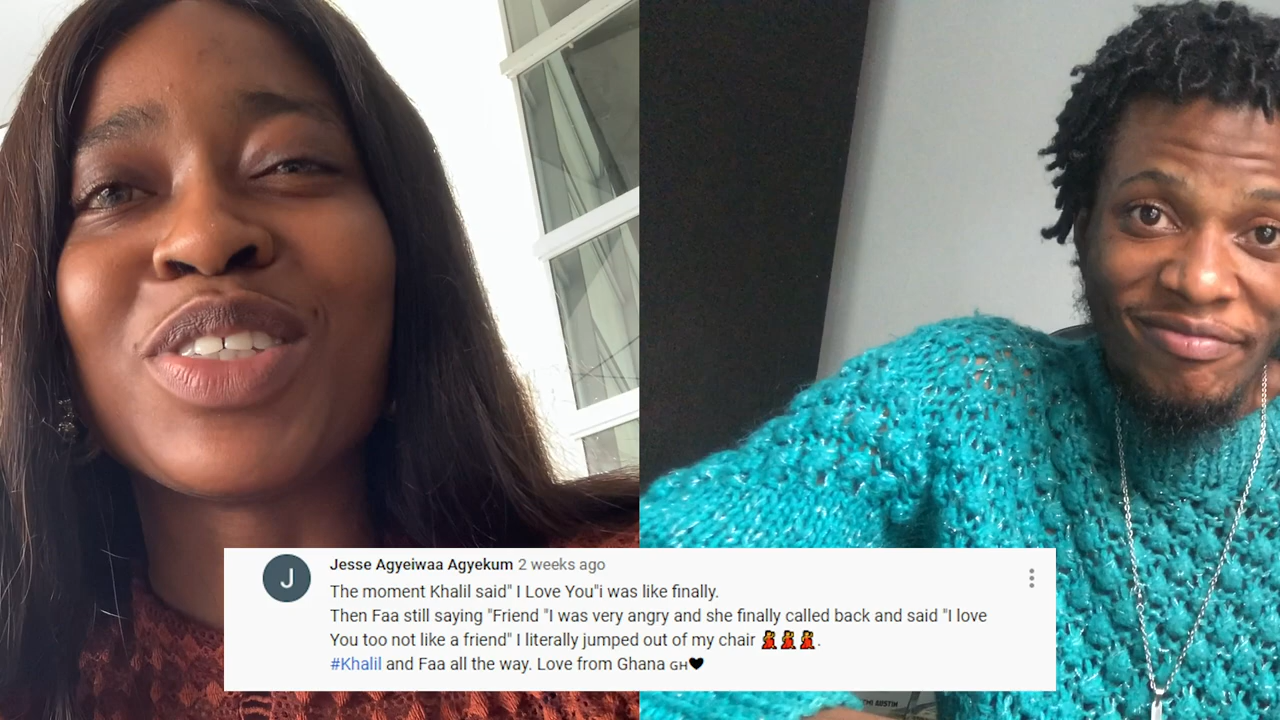 J
Jesse Agyeiwaa Agyekum 2 weeks ago
The moment Khalil said" I Love You"i was like finally.
Then Faa still saying "Friend "I was very angry and she finally called back and said "I love
You too not like a friend" I literally jumped out of my chair 💃💃💃.
#Khalil and Faa all the way. Love from Ghana GH🖤